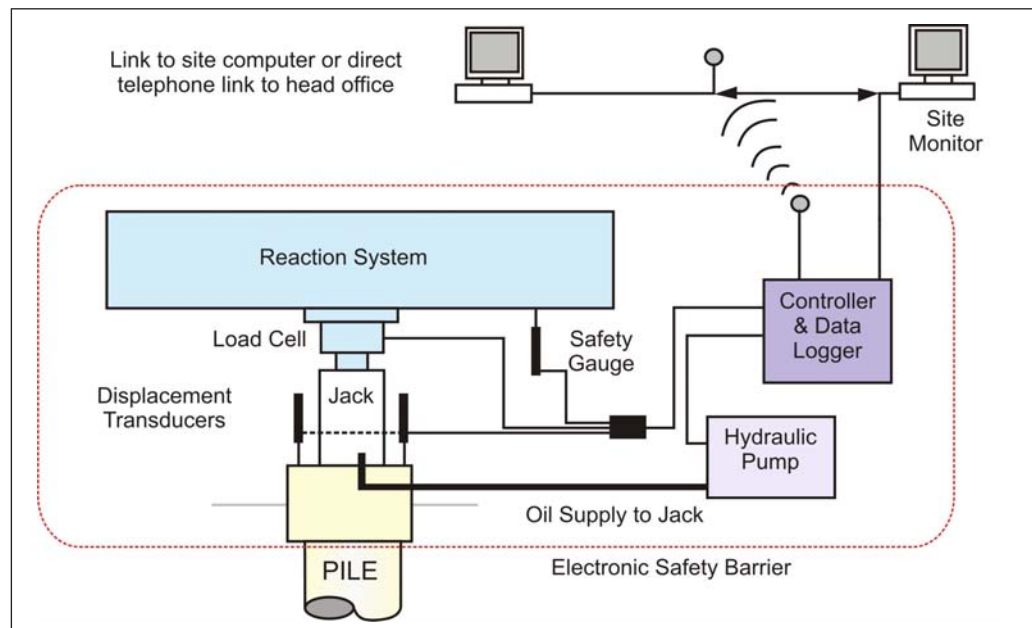 Link to site computer or direct
telephone link to head office
Site
Monitor
Reaction System
Controller
& Data
Logger
Load Cell
Safety
Gauge
Displacement
Transducers
Jack
Hydraulic
Pump
Oil Supply to Jack
PILE
Electronic Safety Barrier